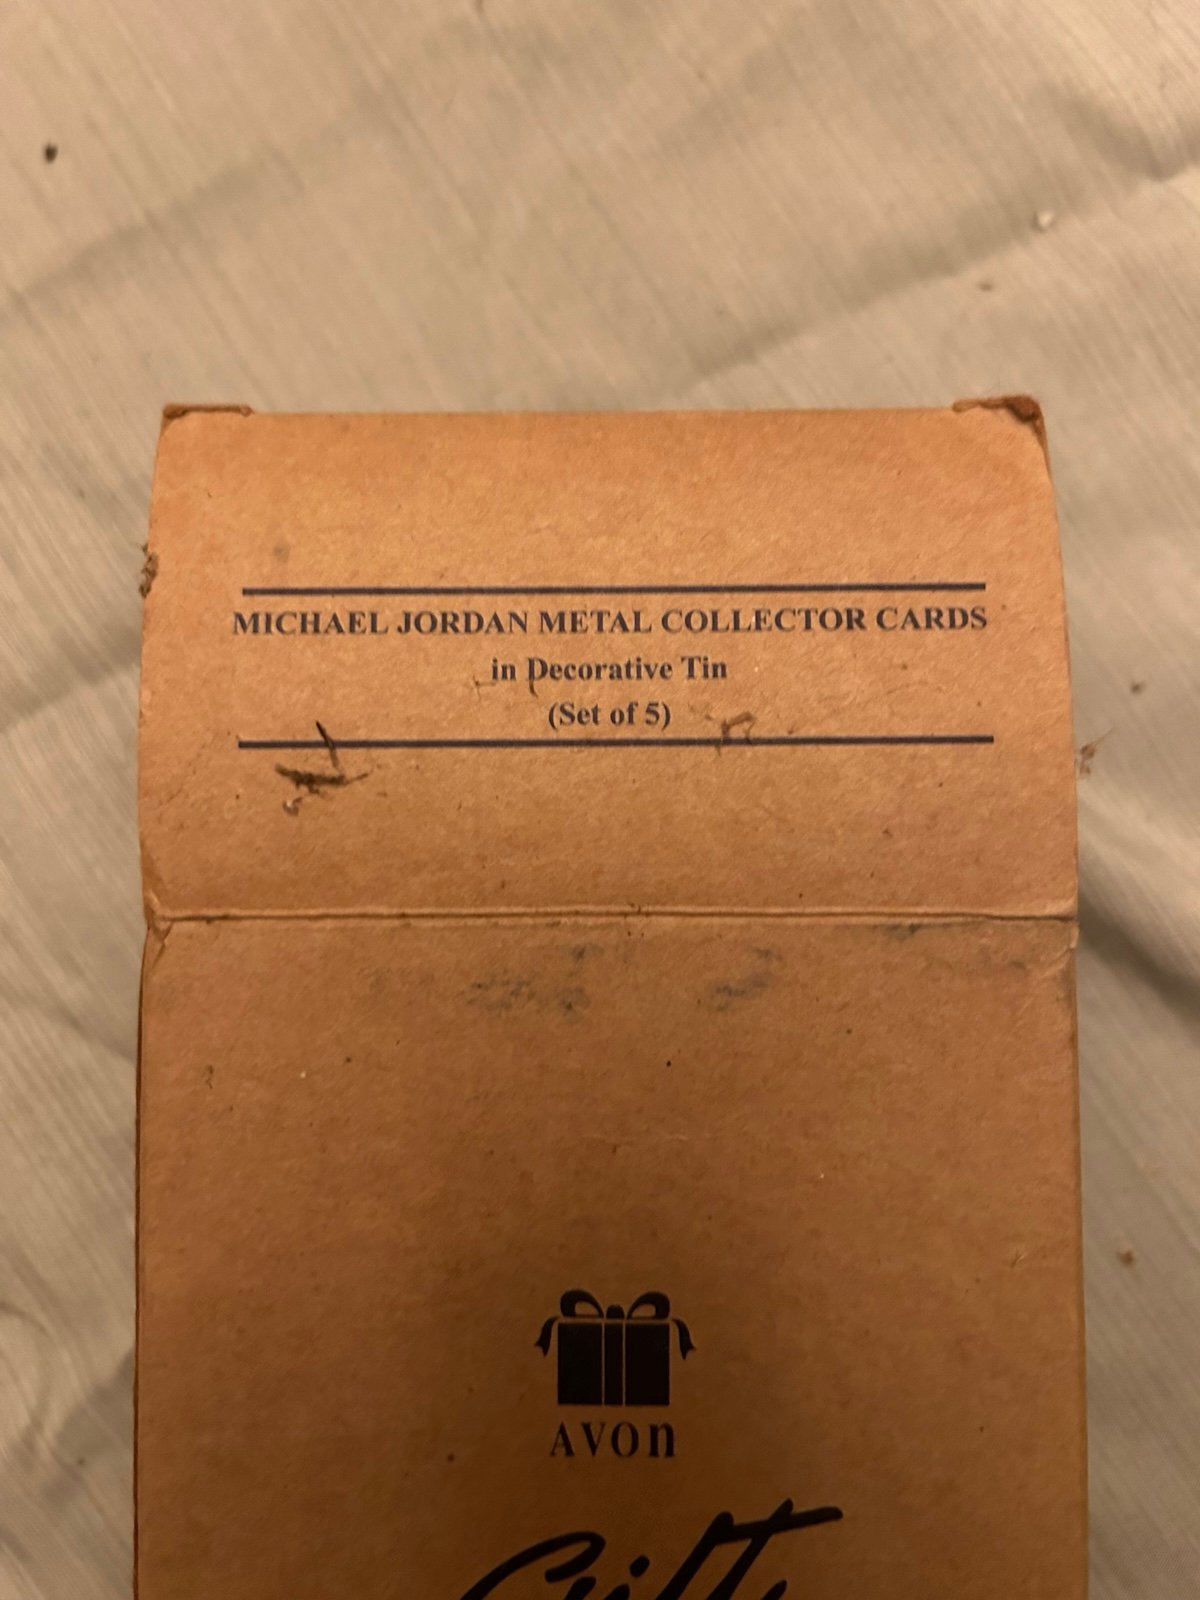 MICHAEL JORDAN METAL COLLECTOR CARDS
in Decorative Tin
(Set of 5)
AVON